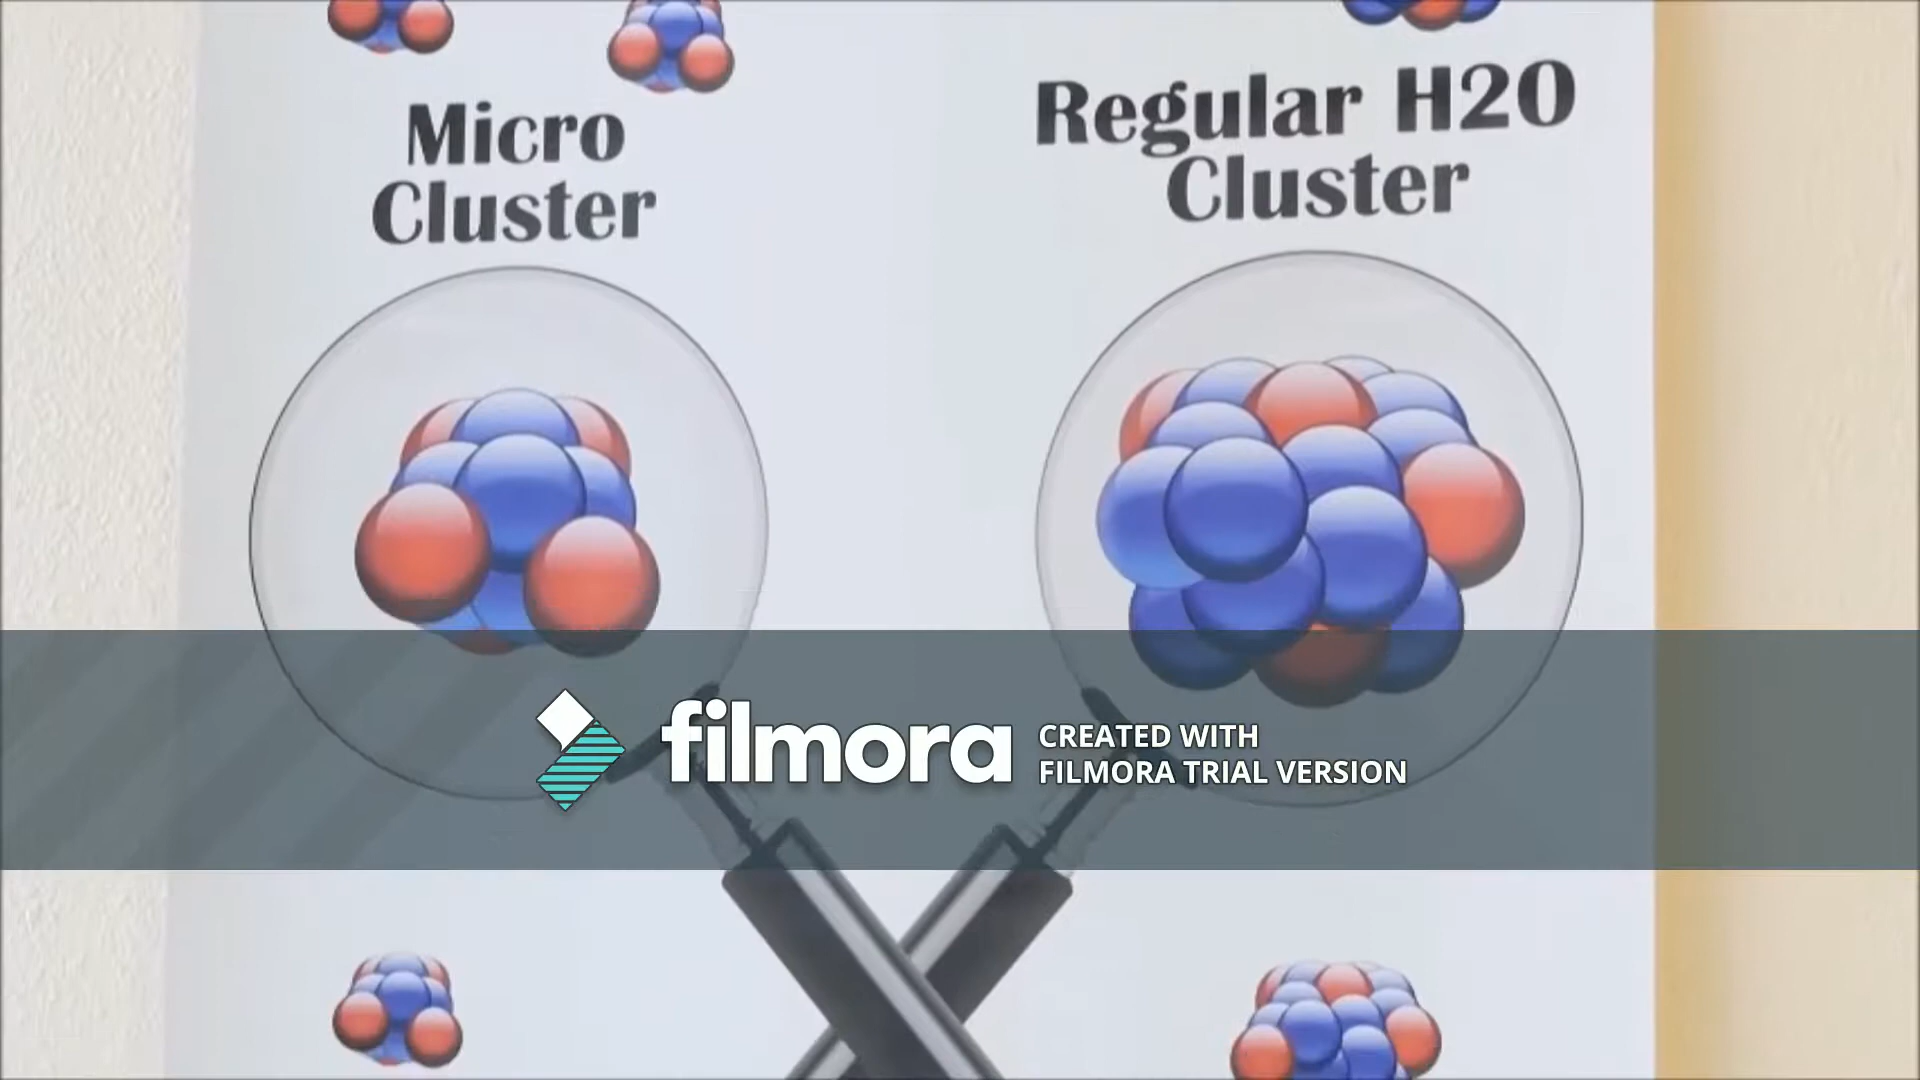 Micro
Cluster
Regular H20
Cluster
filmora
CREATED WITH
FILMORA TRIAL VERSION